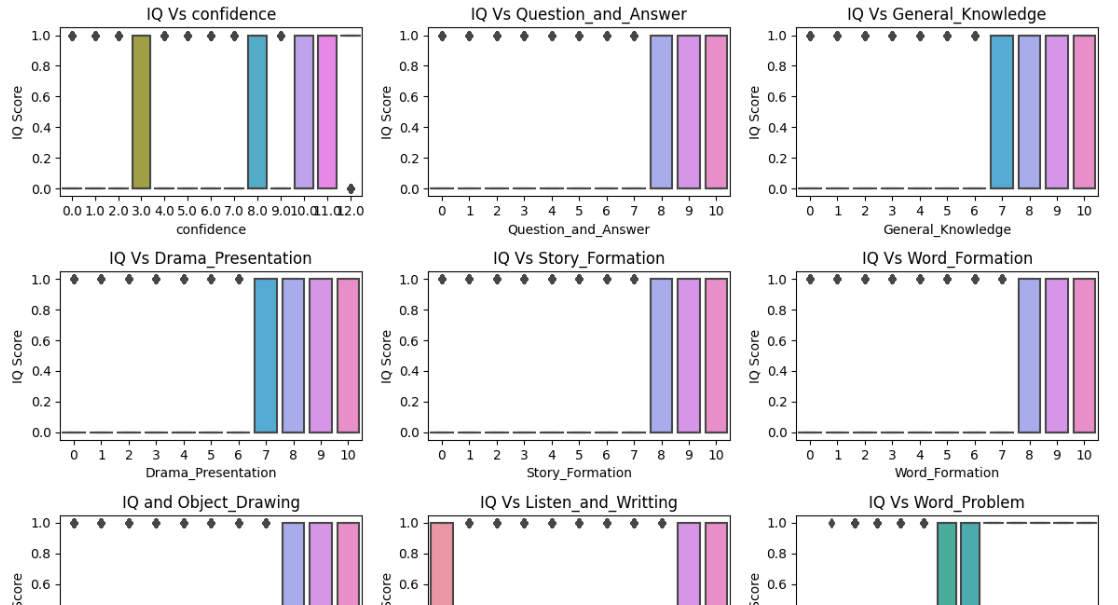 IQ Vs confidence
IQ Vs Question_and_Answer
IQ Vs General_Knowledge
1.0
0.8
0.6
0.4
0.2
0.0
IQ Score
0.0 1.0 2.0 3.0 4.0 5.0 6.0 7.0 8.0 9.010.011.012.0
confidence
1.0
0.8
0.6
0.4
0.2
0.0
IQ Score
0 1 2 3 4 5 6 7 8 9 10
Question_and_Answer
1.0
0.8
0.6
0.4
0.2
0.0
IQ Score
0 1 2 3 4 5 6 7 8 9 10
General_Knowledge
IQ Vs Drama_Presentation
IQ Vs Story_Formation
IQ Vs Word_Formation
1.0
0.8
0.6
0.4
0.2
0.0
IQ Score
0 1 2 3 4 5 6 7 8 9 10
Drama_Presentation
1.0
0.8
0.6
0.4
0.2
0.0
IQ Score
0 1 2 3 4 5 6 7 8 9 10
Story_Formation
1.0
0.8
0.6
0.4
0.2
0.0
IQ Score
0 1 2 3 4 5 6 7 8 9 10
Word_Formation
IQ and Object_Drawing
IQ Vs Listen_and_Writting
IQ Vs Word_Problem
1.0
0.8
0.6
Score
1.0
0.8
0.6
Score
1.0
0.8
0.6
Score